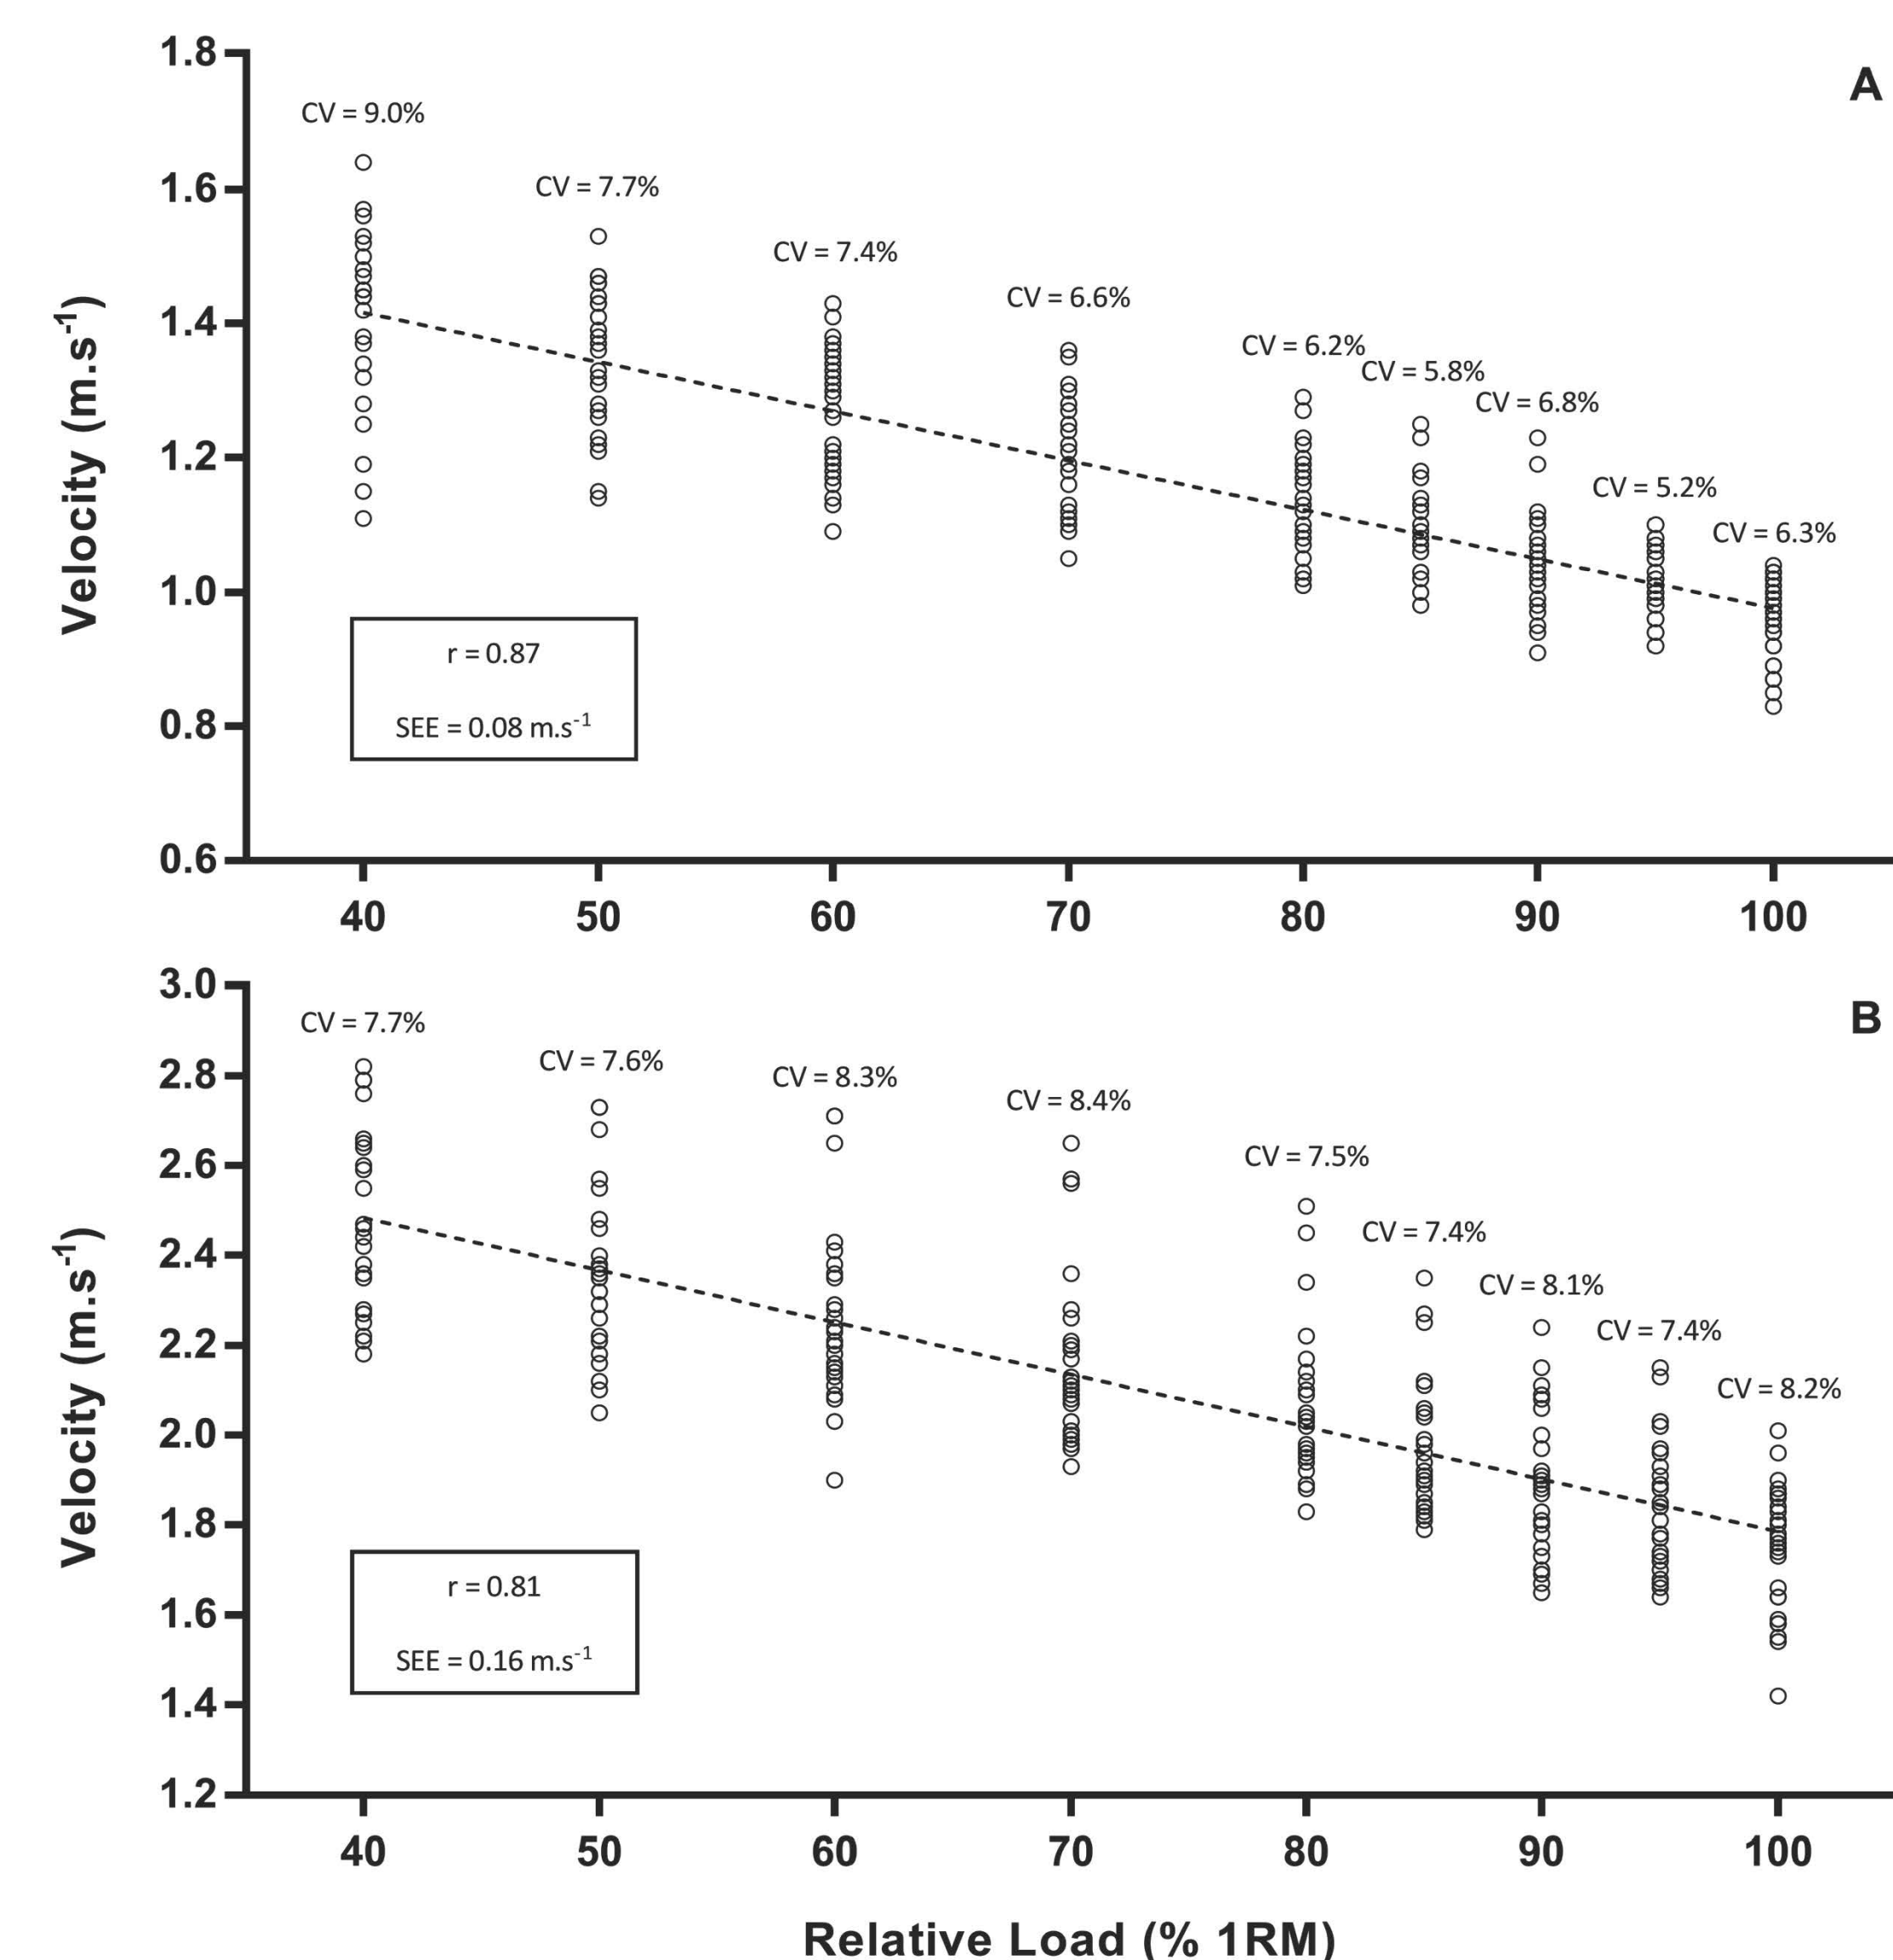 A
1.8
CV = 9.0%
1.6
CV = 7.7%
CV = 7.4%
CV = 6.6%
1.4
CV = 6.2%
CV = 5.8%
CV = 6.8%
1.2
CV = 5.2%
CV = 6.3%
1.0
0.8
0.6
Velocity (m.s⁻¹)
r = 0.87
SEE = 0.08 m.s⁻¹
40 50 60 70 80 90 100
B
3.0
CV = 7.7%
2.8
CV = 7.6%
CV = 8.3%
CV = 8.4%
2.6
CV = 7.5%
2.4
CV = 7.4%
CV = 8.1%
2.2
CV = 7.4%
CV = 8.2%
2.0
1.8
1.6
1.4
1.2
Velocity (m.s⁻¹)
r = 0.81
SEE = 0.16 m.s⁻¹
40 50 60 70 80 90 100
Relative Load (% 1RM)